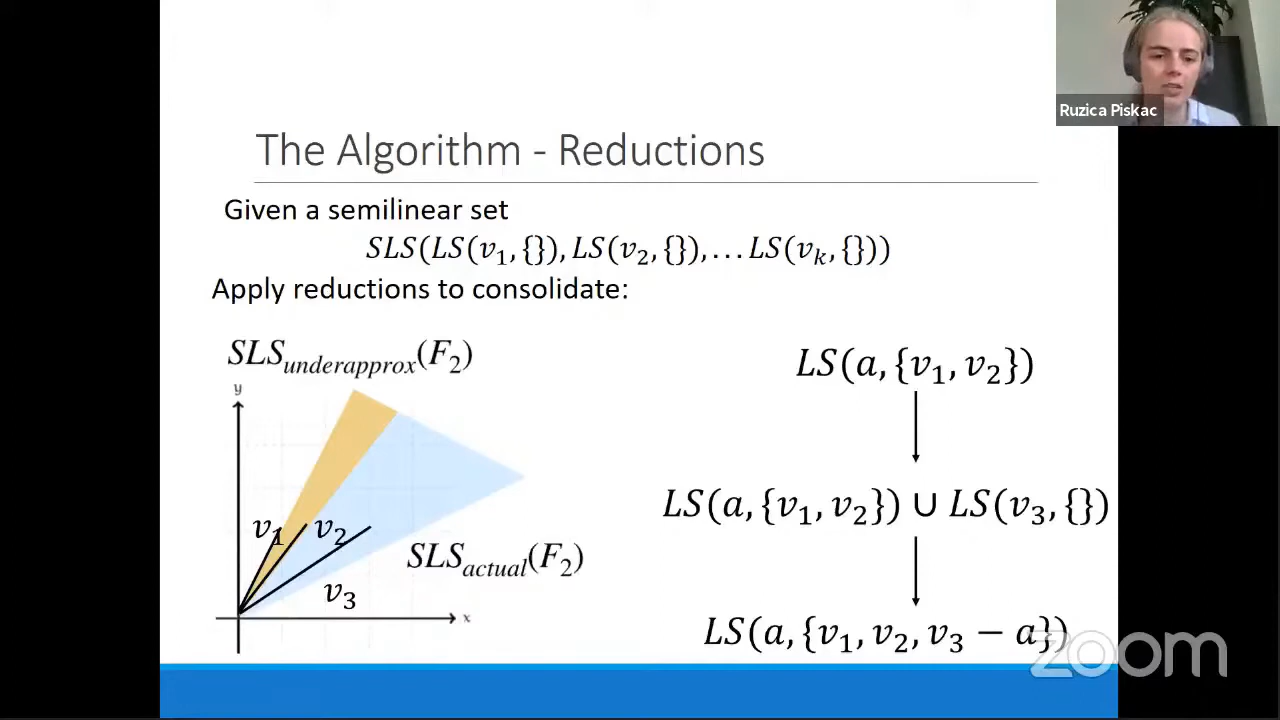 Ruzica Piskac
The Algorithm - Reductions
Given a semilinear set
SLS(LS(v₁, {}), LS(v₂, {}), … LS(vₖ, {}))
Apply reductions to consolidate:
SLS_underapprox(F₂)
y
v₁ v₂
v₃
x
SLS_actual(F₂)
LS(a, {v₁, v₂})
LS(a, {v₁, v₂}) ∪ LS(v₃, {})
LS(a, {v₁, v₂, v₃ − a})
zoom